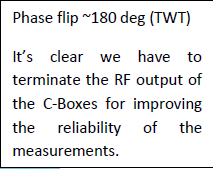 Phase flip ~180 deg (TWT)
It's clear we have to
terminate the RF output of
the C-Boxes for improving
the reliability of the
measurements.